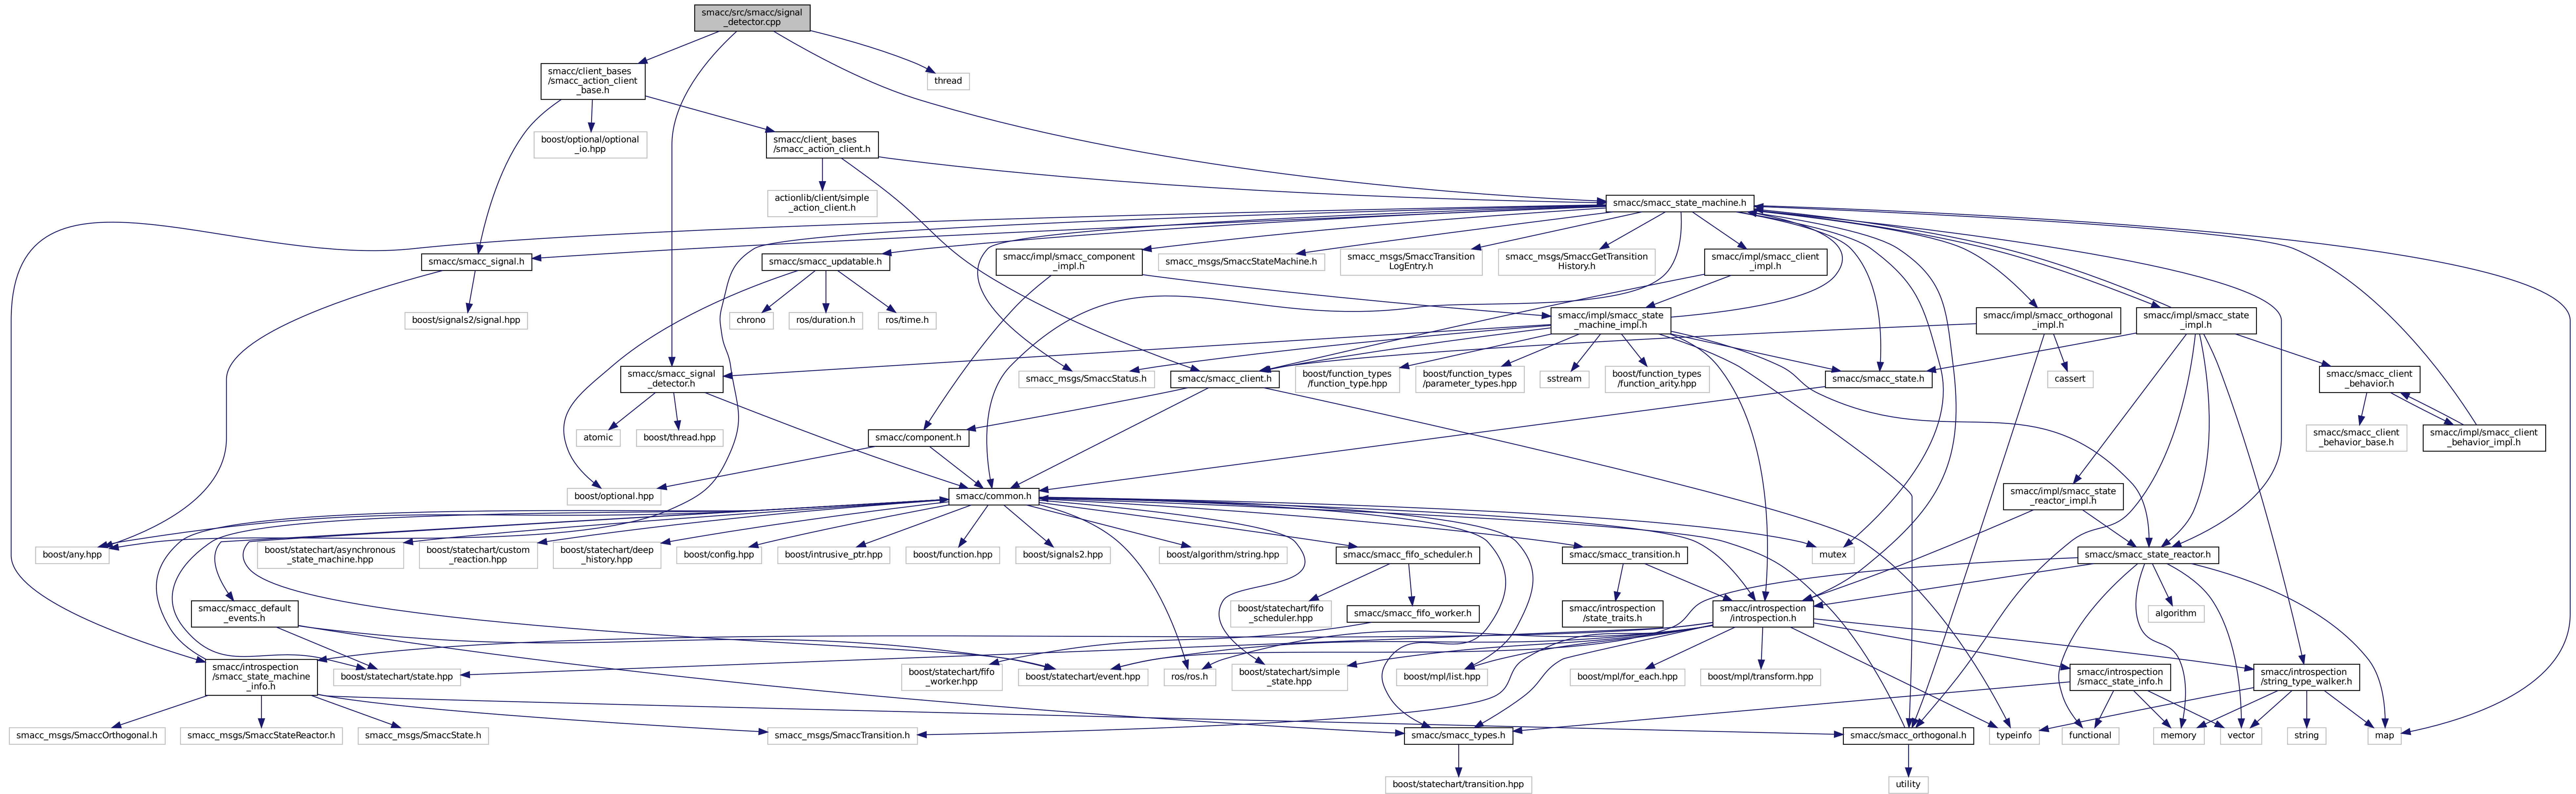 smacc/src/smacc/signal
_detector.cpp
smacc/client_bases
/smacc_action_client
_base.h
thread
boost/optional/optional
_io.hpp
smacc/client_bases
/smacc_action_client.h
actionlib/client/simple
_action_client.h
smacc/smacc_state_machine.h
smacc/smacc_signal.h
smacc/smacc_updatable.h
smacc/impl/smacc_component
_impl.h
smacc_msgs/SmaccStateMachine.h
smacc_msgs/SmaccTransition
LogEntry.h
smacc_msgs/SmaccGetTransition
History.h
smacc/impl/smacc_client
_impl.h
boost/signals2/signal.hpp
chrono
ros/duration.h
ros/time.h
smacc/impl/smacc_state
_machine_impl.h
smacc/impl/smacc_orthogonal
_impl.h
smacc/impl/smacc_state
_impl.h
smacc/smacc_signal
_detector.h
smacc_msgs/SmaccStatus.h
smacc/smacc_client.h
boost/function_types
/function_type.hpp
boost/function_types
/parameter_types.hpp
sstream
boost/function_types
/function_arity.hpp
smacc/smacc_state.h
cassert
smacc/smacc_client
_behavior.h
atomic
boost/thread.hpp
smacc/component.h
smacc/smacc_client
_behavior_base.h
smacc/impl/smacc_client
_behavior_impl.h
boost/optional.hpp
smacc/common.h
smacc/impl/smacc_state
_reactor_impl.h
boost/any.hpp
boost/statechart/asynchronous
_state_machine.hpp
boost/statechart/custom
_reaction.hpp
boost/statechart/deep
_history.hpp
boost/config.hpp
boost/intrusive_ptr.hpp
boost/function.hpp
boost/signals2.hpp
boost/algorithm/string.hpp
smacc/smacc_fifo_scheduler.h
smacc/smacc_transition.h
mutex
smacc/smacc_state_reactor.h
smacc/smacc_default
_events.h
boost/statechart/fifo
_scheduler.hpp
smacc/smacc_fifo_worker.h
smacc/introspection
/state_traits.h
smacc/introspection
/introspection.h
algorithm
smacc/introspection
/smacc_state_machine
_info.h
boost/statechart/state.hpp
boost/statechart/fifo
_worker.hpp
boost/statechart/event.hpp
ros/ros.h
boost/statechart/simple
_state.hpp
boost/mpl/list.hpp
boost/mpl/for_each.hpp
boost/mpl/transform.hpp
smacc/introspection
/smacc_state_info.h
smacc/introspection
/string_type_walker.h
smacc_msgs/SmaccOrthogonal.h
smacc_msgs/SmaccStateReactor.h
smacc_msgs/SmaccState.h
smacc_msgs/SmaccTransition.h
smacc/smacc_types.h
smacc/smacc_orthogonal.h
typeinfo
functional
memory
vector
string
map
boost/statechart/transition.hpp
utility